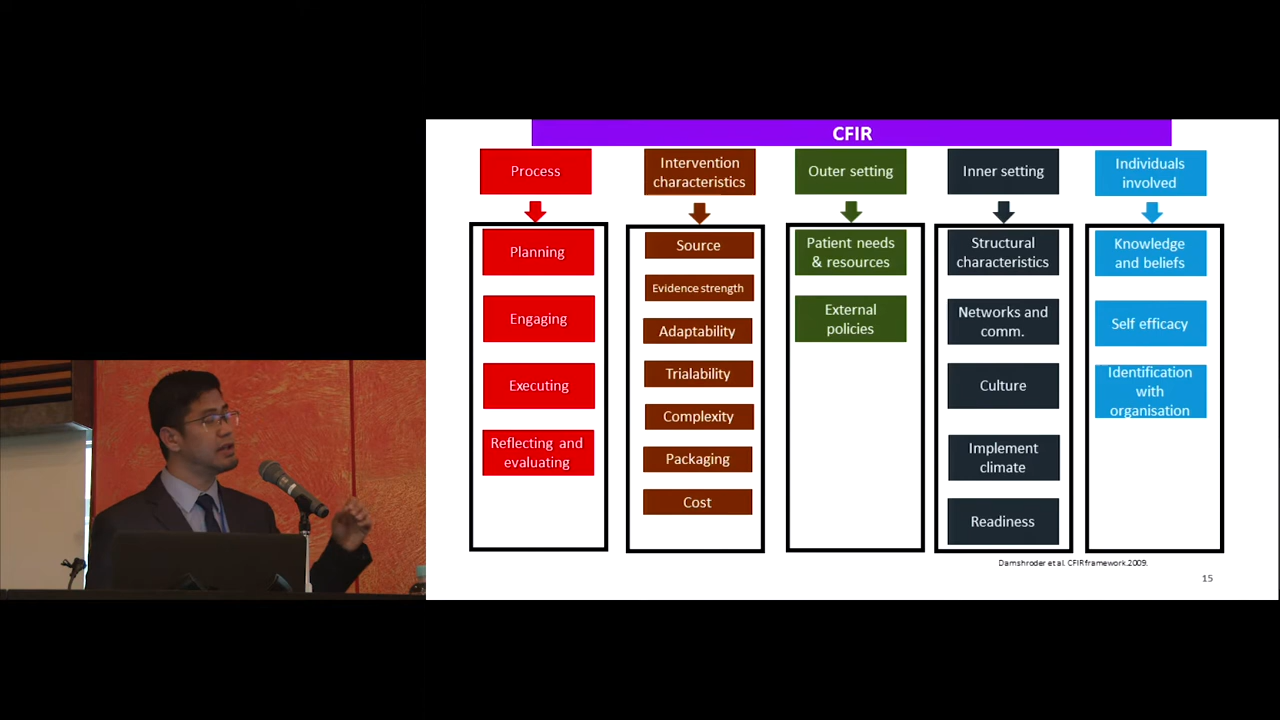 CFIR
Process
Planning
Engaging
Executing
Reflecting and
evaluating
Intervention
characteristics
Source
Evidence strength
Adaptability
Trialability
Complexity
Packaging
Cost
Outer setting
Patient needs
& resources
External
policies
Inner setting
Structural
characteristics
Networks and
comm.
Culture
Implement
climate
Readiness
Individuals
involved
Knowledge
and beliefs
Self efficacy
Identification
with
organisation
Damshroder et al. CFIR framework.2009.
15